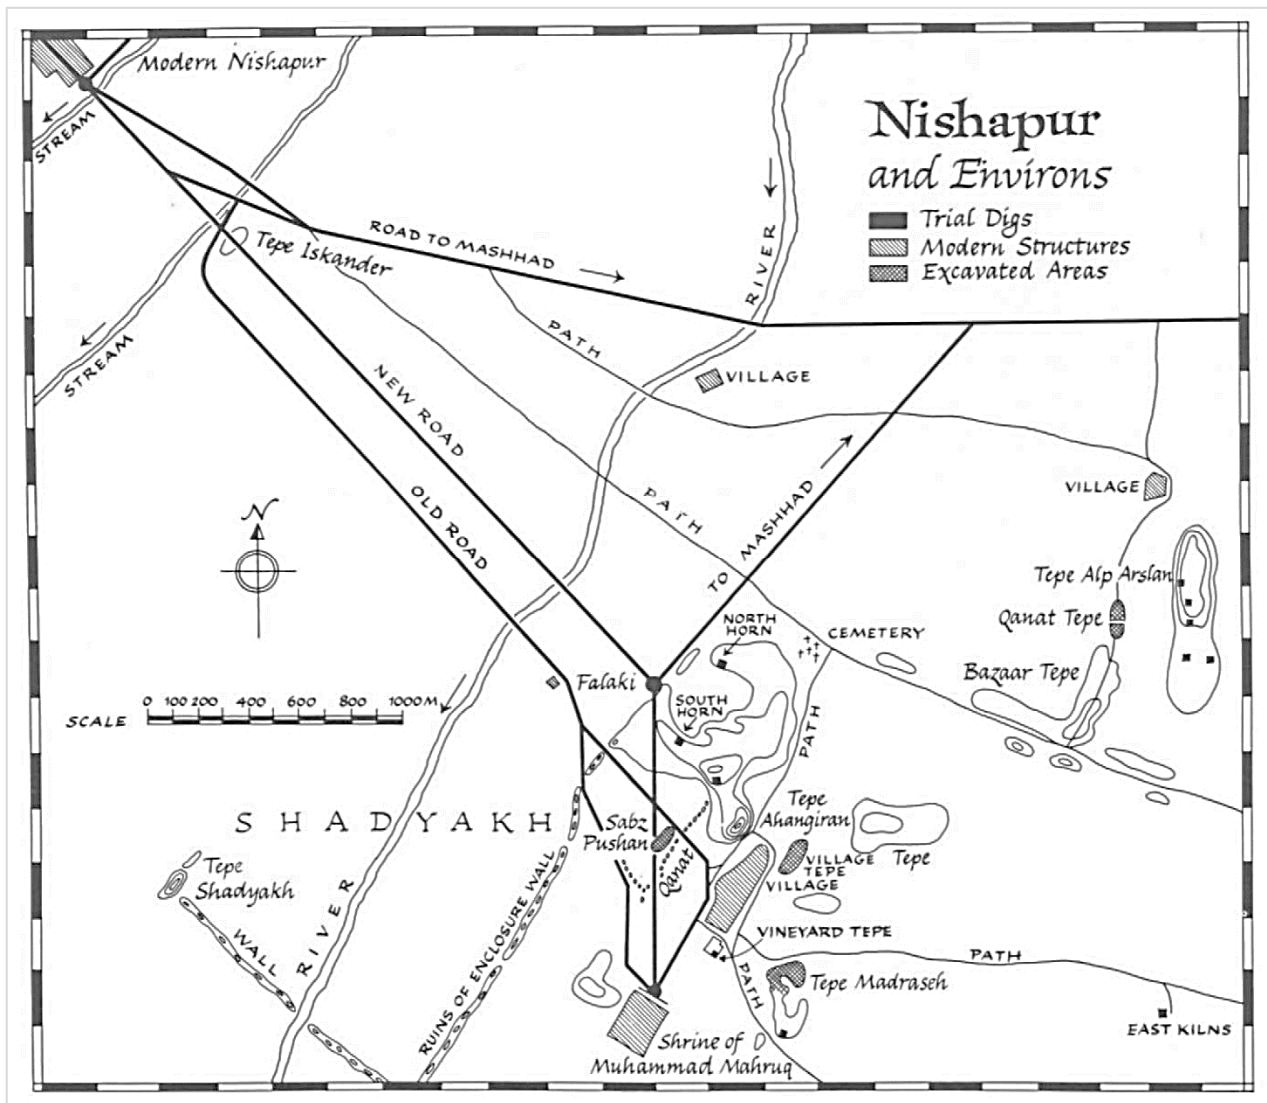 Modern Nishapur
STREAM
Nishapur
and Environs
Trial Digs
Modern Structures
Excavated Areas
Tepe Iskander
ROAD TO MASHHAD
RIVER
STREAM
PATH
NEW ROAD
VILLAGE
OLD ROAD
PATH
VILLAGE
TO MASHHAD
N
Tepe Alp Arslan
Qanat Tepe
NORTH
HORN
CEMETERY
Bazaar Tepe
Falaki
SOUTH
HORN
SCALE
0 100 200 400 600 800 1000 M
PATH
SHADYAKH
Sabz
Pushan
Tepe
Ahangiran
Tepe
VILLAGE
TEPE
VILLAGE
Qanat
Tepe
Shadyakh
WALL
RIVER
RUINS OF ENCLOSURE WALL
VINEYARD TEPE
PATH
PATH
Tepe Madraseh
EAST KILNS
Shrine of
Muhammad Mahruq